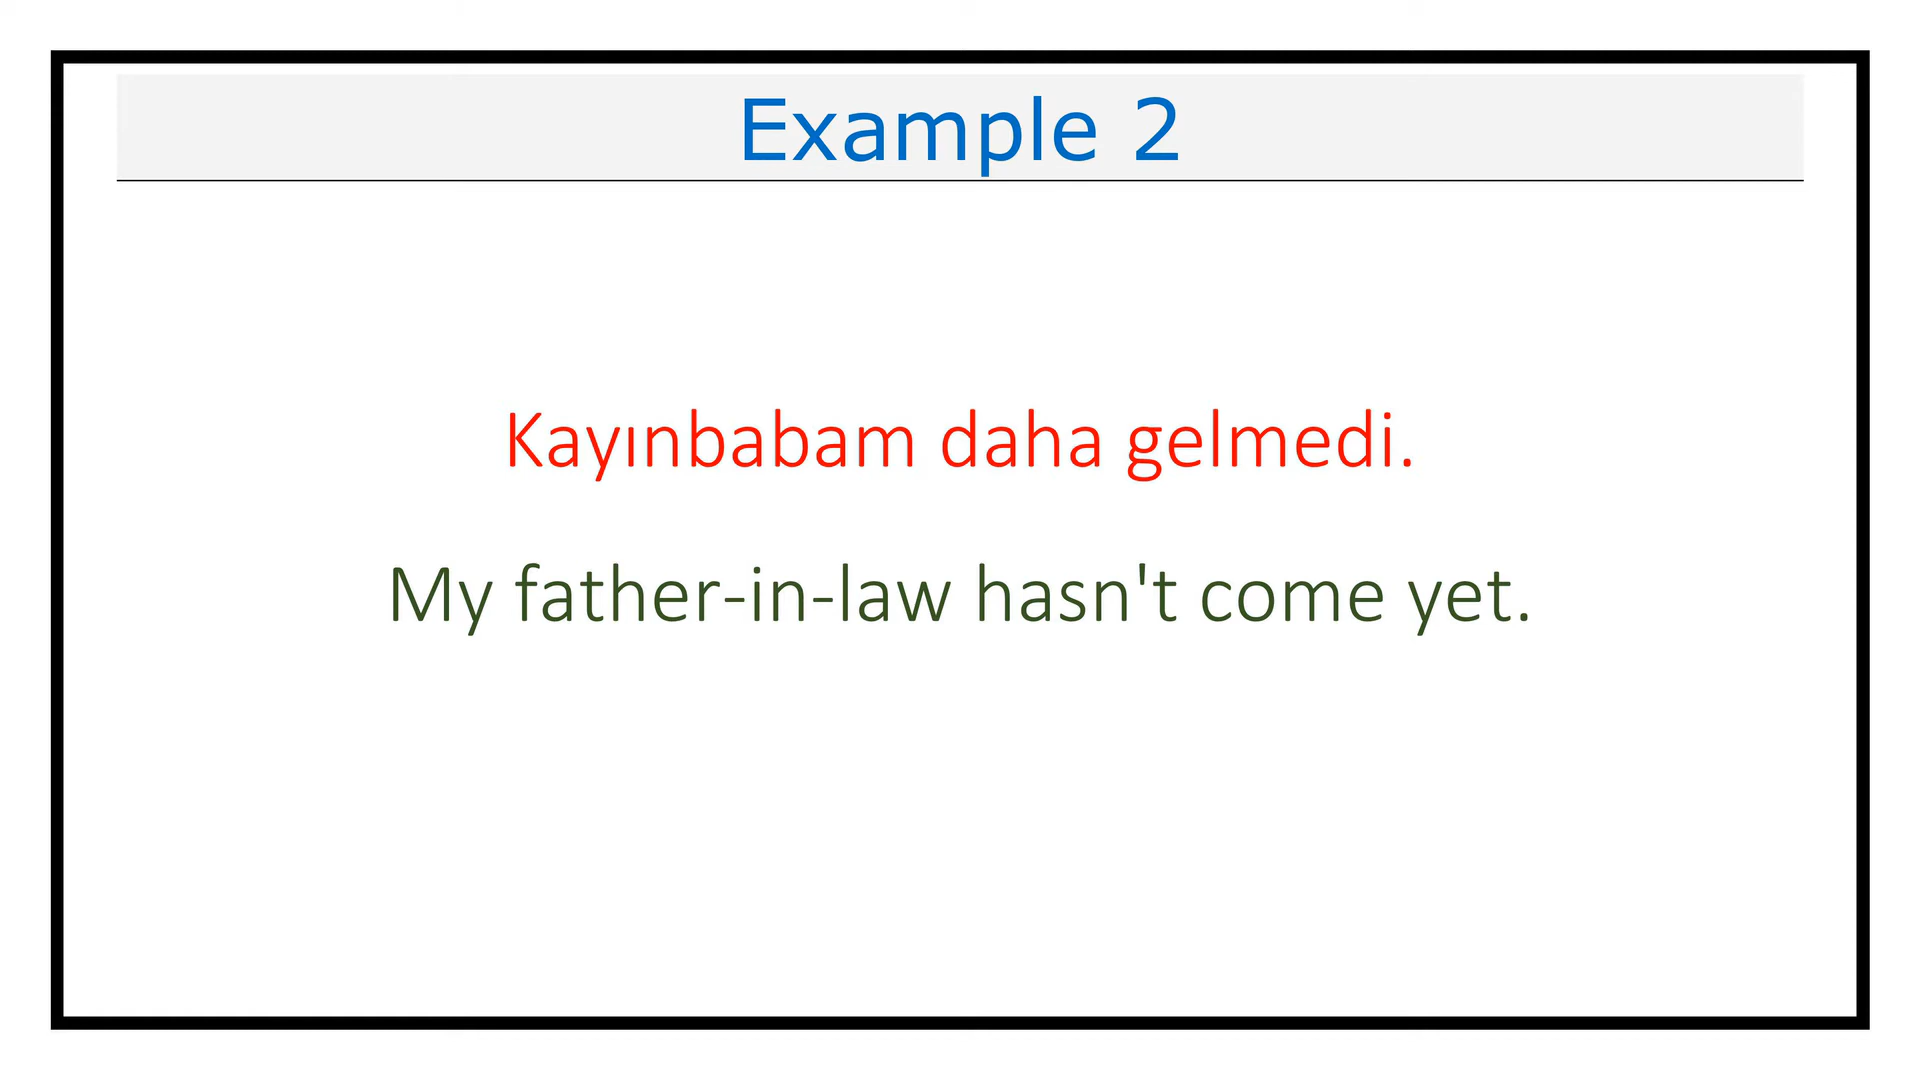 Example 2
Kayınbabam daha gelmedi.
My father-in-law hasn't come yet.